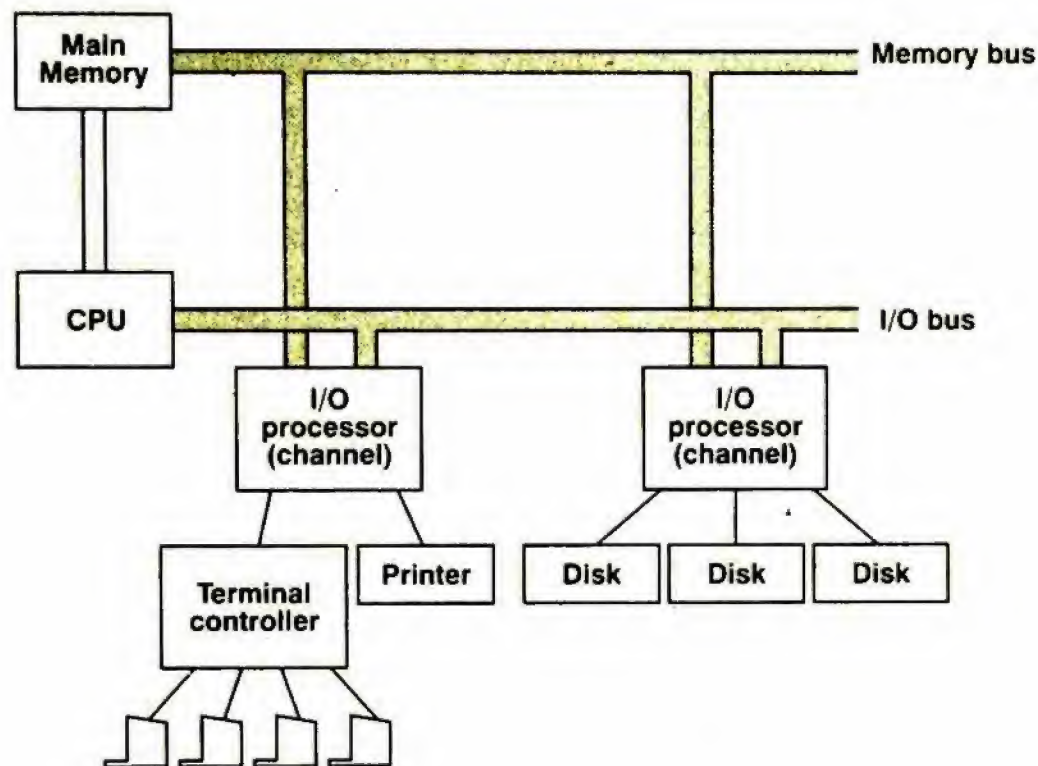 Main
Memory
Memory bus
CPU
I/O bus
I/O
processor
(channel)
I/O
processor
(channel)
Terminal
controller
Printer
Disk
Disk
Disk